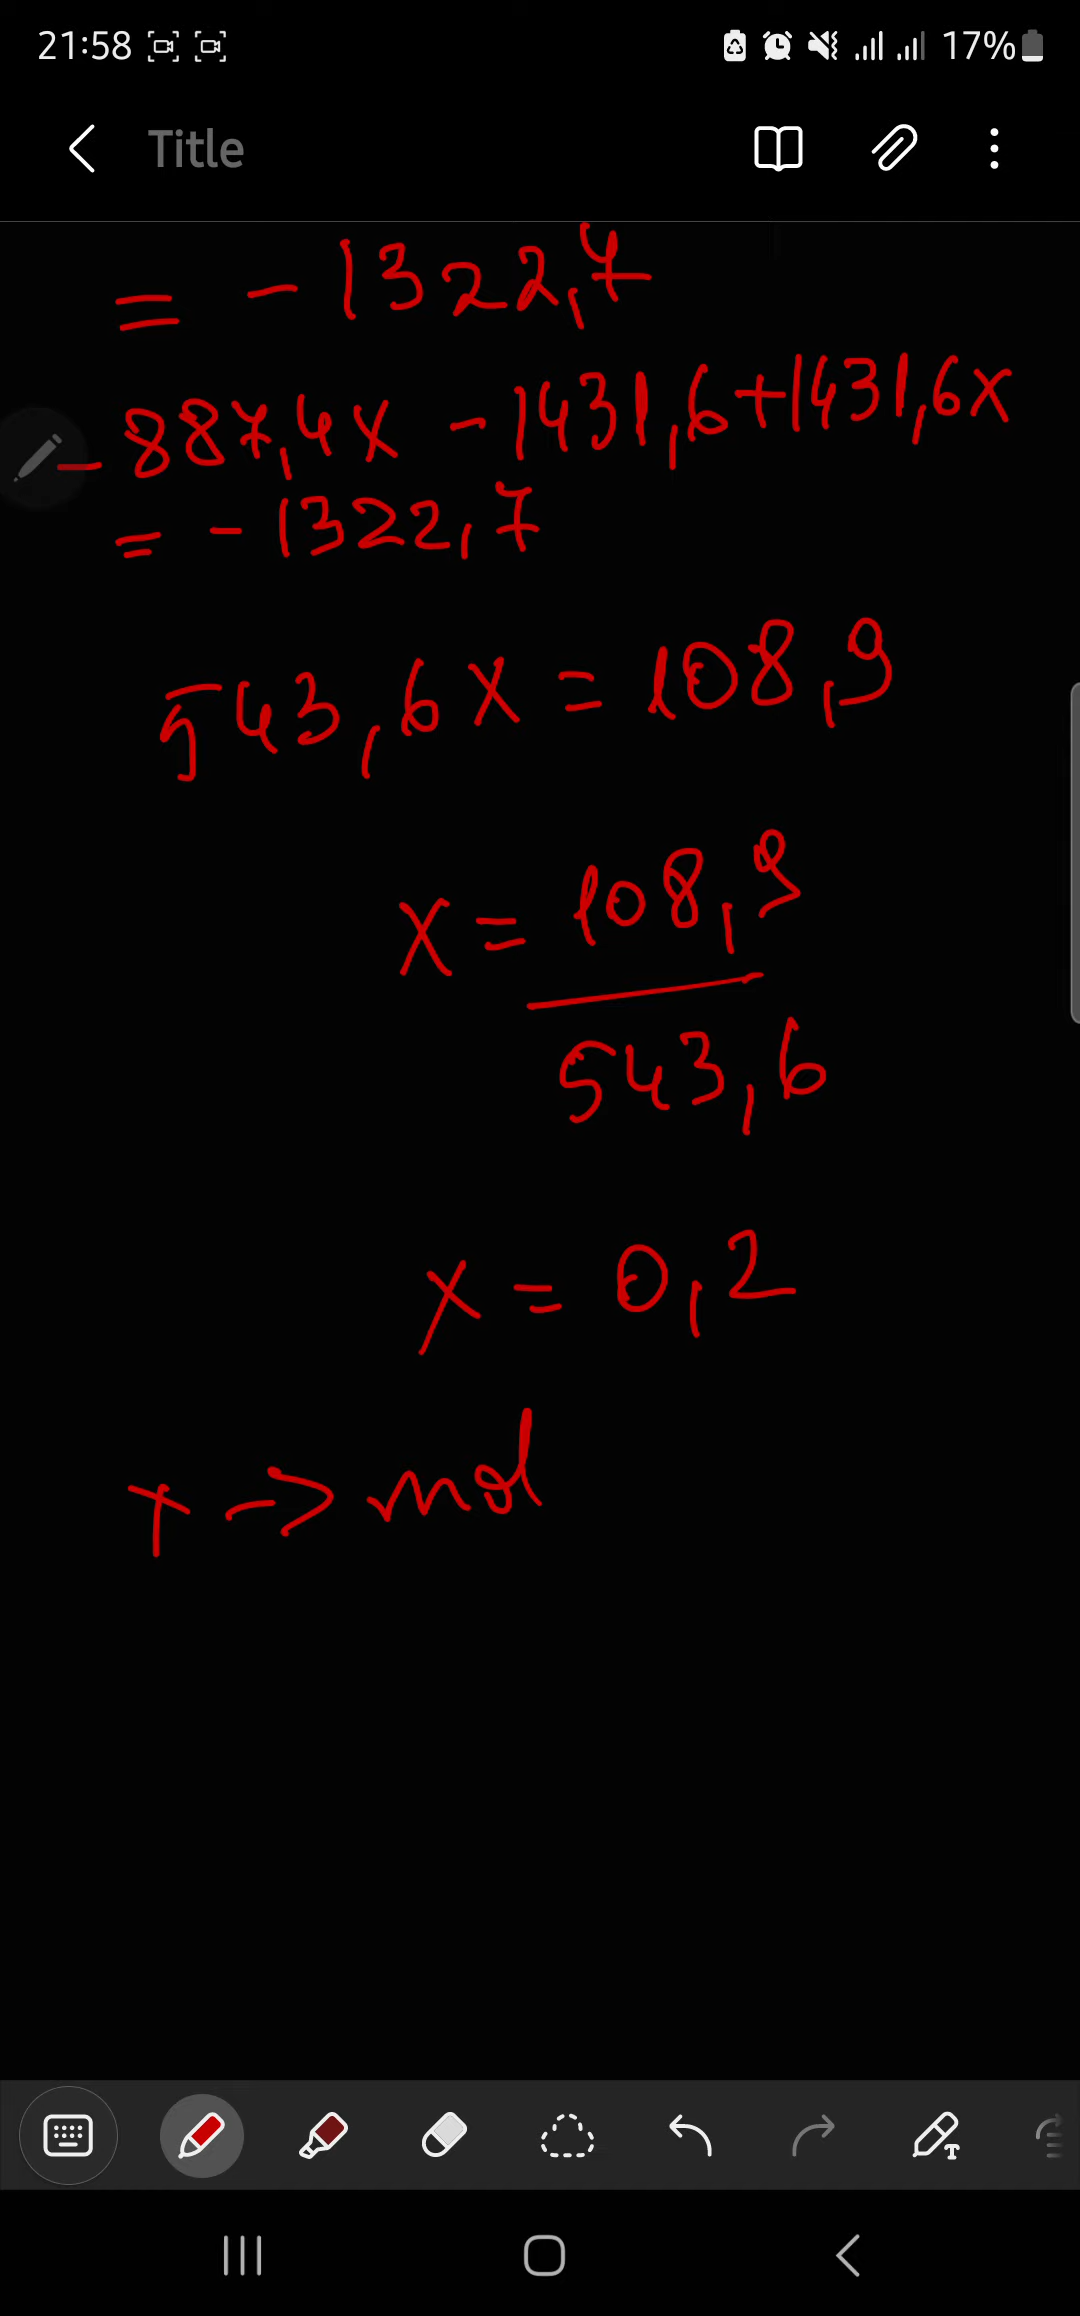 21:58 17%
Title
= - 1322,7
- 887,4x - 1431,6+1431,6x
= - 1322,7
543,6x = 108,9
x = 108,9
543,6
x = 0,2
x -> mol